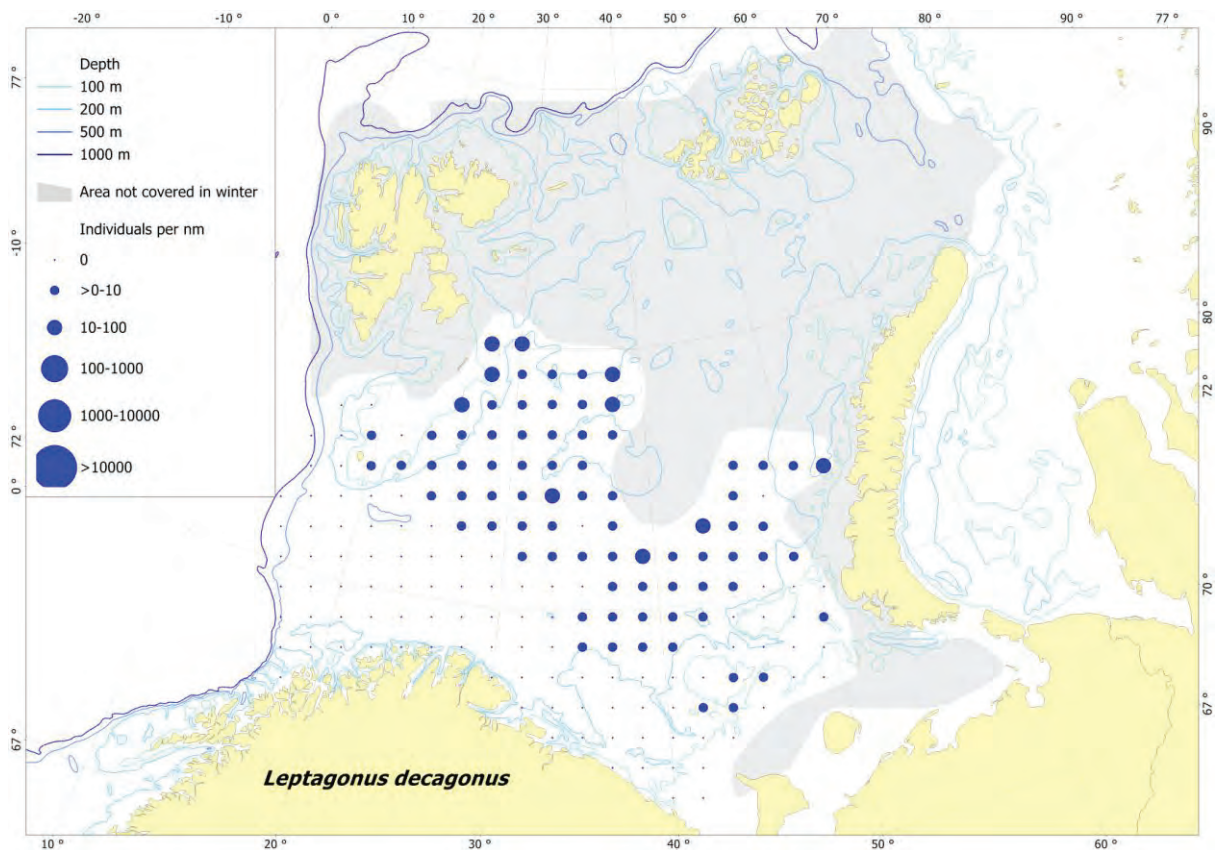 -20 ° -10 ° 0 ° 10 ° 20 ° 30 ° 40 ° 50 ° 60 ° 70 ° 80 ° 90 ° 77 °
77 °
-10 °
72 °
0 °
67 °
Depth
100 m
200 m
500 m
1000 m
Area not covered in winter
Individuals per nm
0
>0-10
10-100
100-1000
1000-10000
>10000
90 °
80 °
72 °
70 °
67 °
Leptagonus decagonus
10 ° 20 ° 30 ° 40 ° 50 ° 60 °